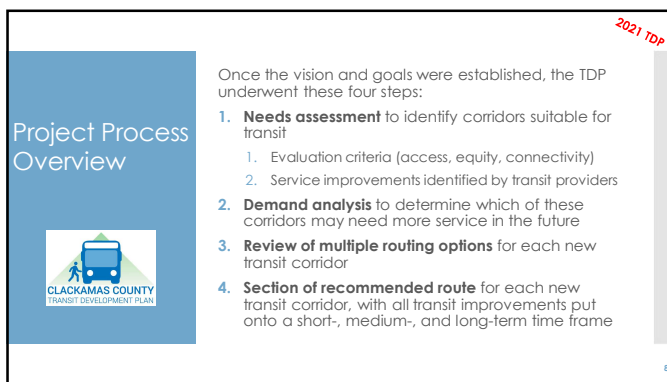 2021 TDP
Project Process
Overview
CLACKAMAS COUNTY
TRANSIT DEVELOPMENT PLAN
Once the vision and goals were established, the TDP
underwent these four steps:
1. Needs assessment to identify corridors suitable for
transit
1. Evaluation criteria (access, equity, connectivity)
2. Service improvements identified by transit providers
2. Demand analysis to determine which of these
corridors may need more service in the future
3. Review of multiple routing options for each new
transit corridor
4. Section of recommended route for each new
transit corridor, with all transit improvements put
onto a short-, medium-, and long-term time frame